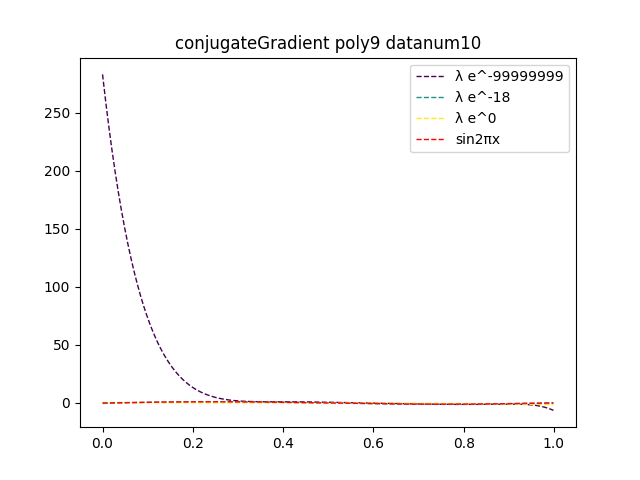 conjugateGradient poly9 datanum10
λ e^-99999999
λ e^-18
λ e^0
sin2πx
250
200
150
100
50
0
0.0 0.2 0.4 0.6 0.8 1.0